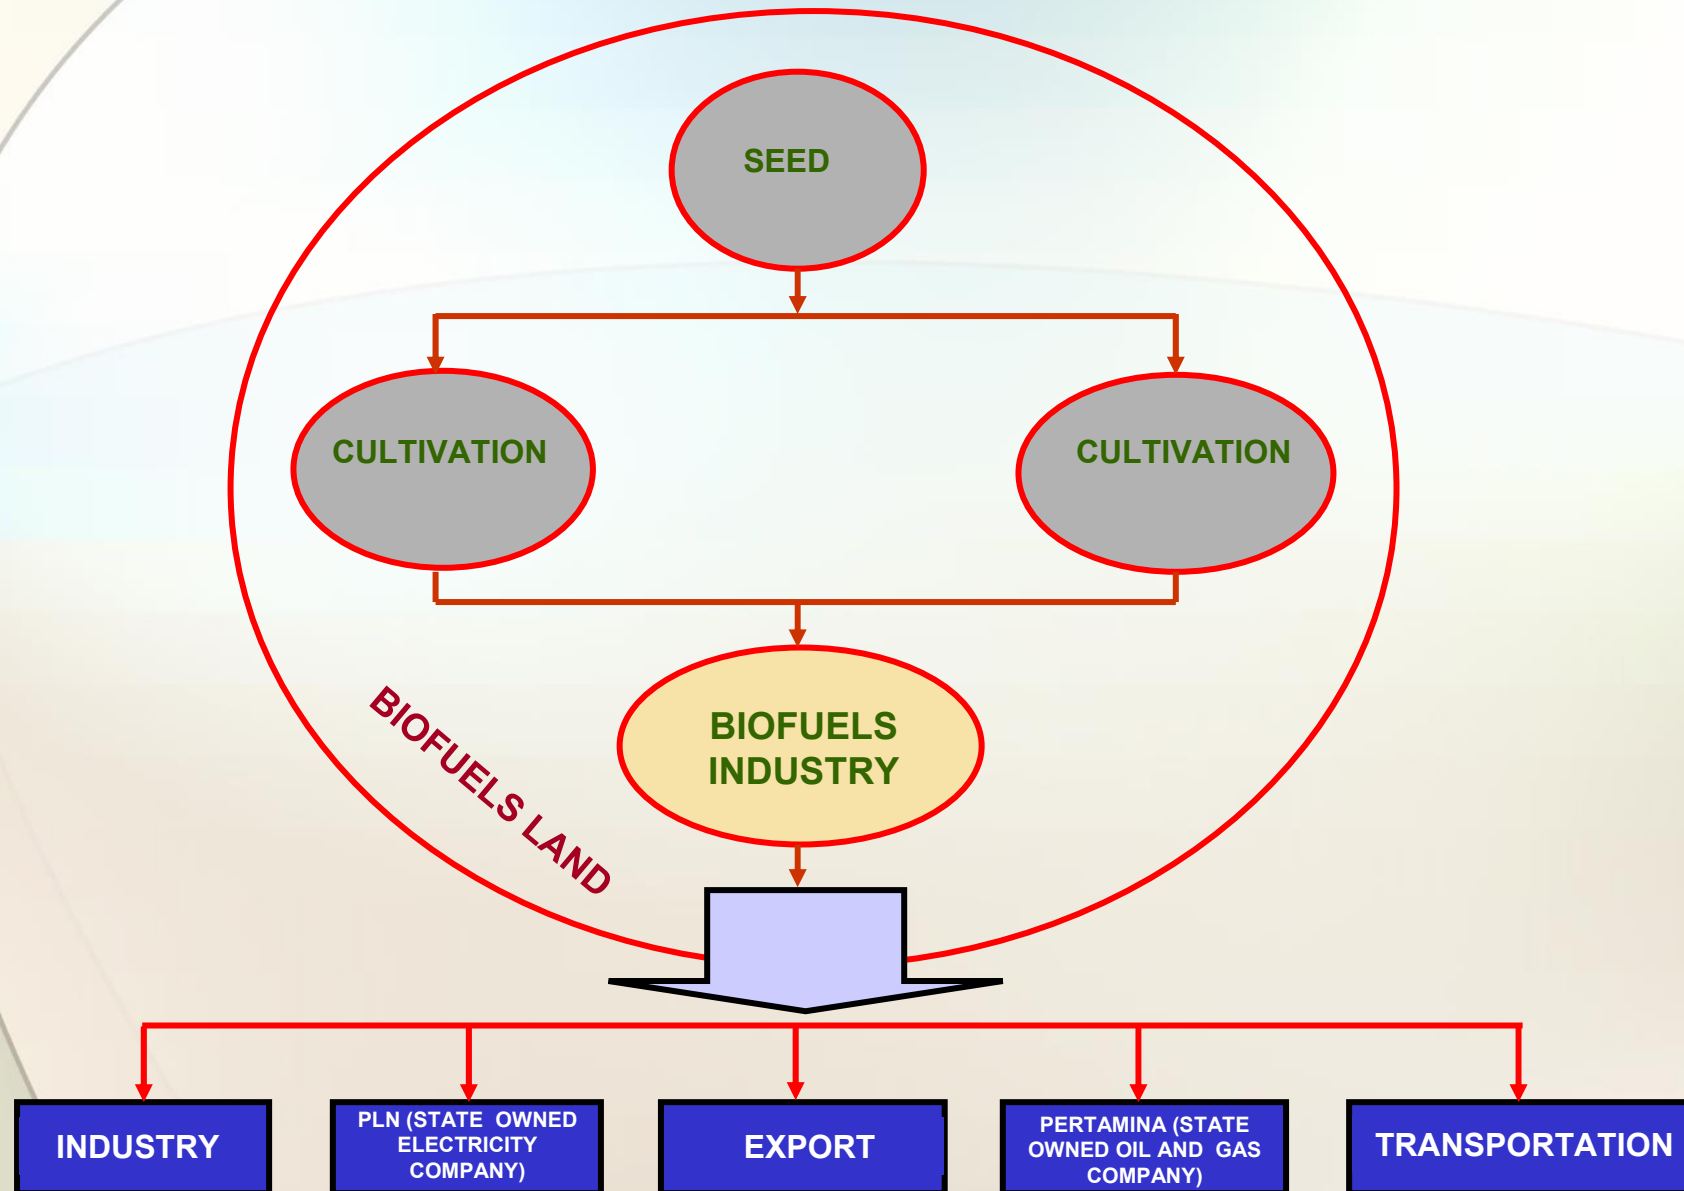 SEED
CULTIVATION
CULTIVATION
BIOFUELS
INDUSTRY
BIOFUELS LAND
INDUSTRY
PLN (STATE OWNED
ELECTRICITY
COMPANY)
EXPORT
PERTAMINA (STATE
OWNED OIL AND GAS
COMPANY)
TRANSPORTATION